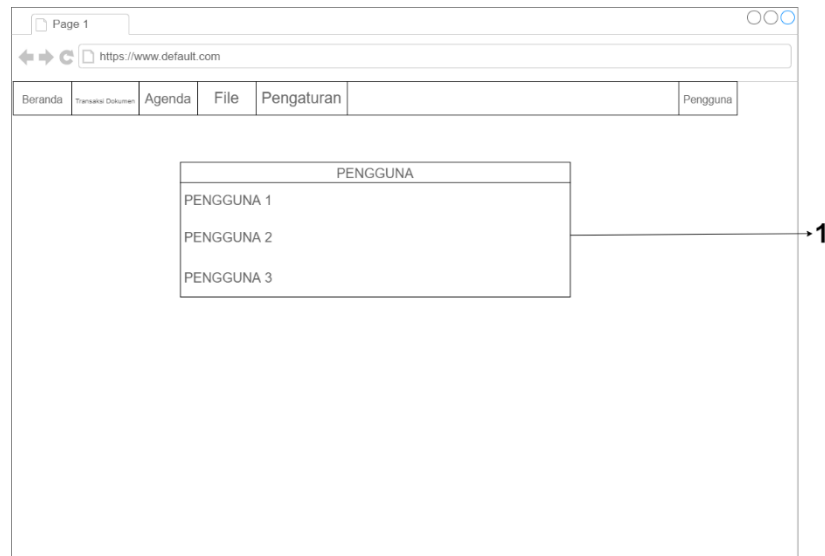 Page 1
https://www.default.com
Beranda Transaksi Dokumen Agenda File Pengaturan Pengguna
PENGGUNA
PENGGUNA 1
PENGGUNA 2
1
PENGGUNA 3